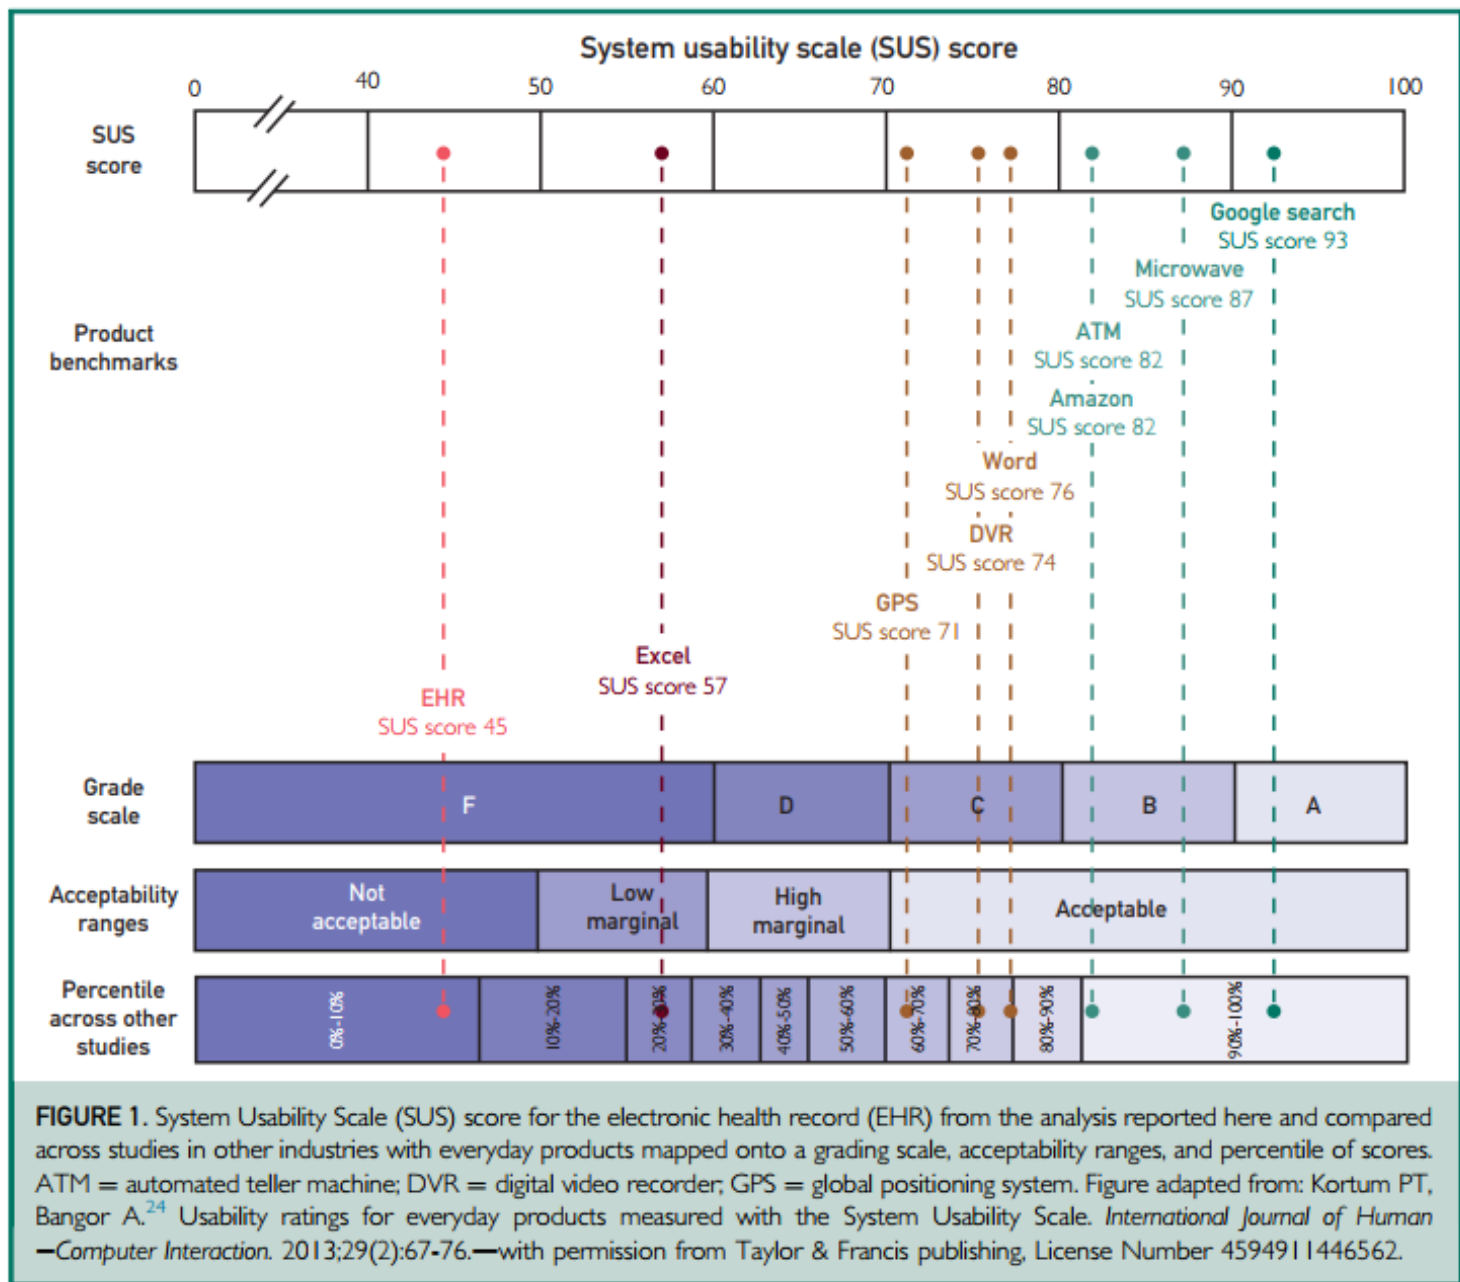 System usability scale (SUS) score
0 40 50 60 70 80 90 100
SUS
score
Google search
SUS score 93
Microwave
SUS score 87
Product
benchmarks
ATM
SUS score 82
Amazon
SUS score 82
Word
SUS score 76
DVR
SUS score 74
GPS
SUS score 71
Excel
SUS score 57
EHR
SUS score 45
Grade
scale
F D C B A
Acceptability
ranges
Not
acceptable
Low
marginal
High
marginal
Acceptable
Percentile
across other
studies
0%-10%
10%-20%
20%-30%
30%-40%
40%-50%
50%-60%
60%-70%
70%-80%
80%-90%
90%-100%
FIGURE 1. System Usability Scale (SUS) score for the electronic health record (EHR) from the analysis reported here and compared
across studies in other industries with everyday products mapped onto a grading scale, acceptability ranges, and percentile of scores.
ATM = automated teller machine; DVR = digital video recorder; GPS = global positioning system. Figure adapted from: Kortum PT,
Bangor A.24 Usability ratings for everyday products measured with the System Usability Scale. International Journal of Human
—Computer Interaction. 2013;29(2):67-76.—with permission from Taylor & Francis publishing, License Number 4594911446562.